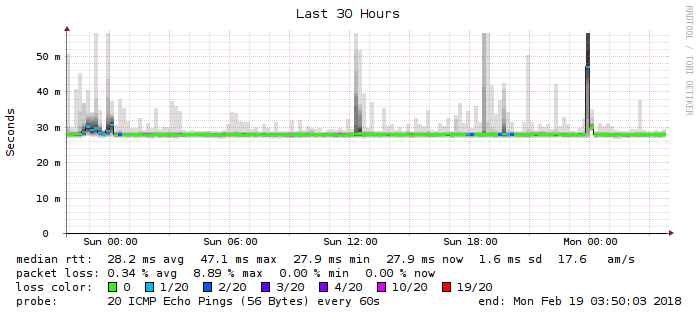 Last 30 Hours
RRDTOOL / TOBI OETIKER
Seconds
50 m
40 m
30 m
20 m
10 m
0
Sun 00:00 Sun 06:00 Sun 12:00 Sun 18:00 Mon 00:00
median rtt: 28.2 ms avg 47.1 ms max 27.9 ms min 27.9 ms now 1.6 ms sd 17.6 am/s
packet loss: 0.34 % avg 8.89 % max 0.00 % min 0.00 % now
loss color: 0 1/20 2/20 3/20 4/20 10/20 19/20
probe: 20 ICMP Echo Pings (56 Bytes) every 60s end: Mon Feb 19 03:50:03 2018